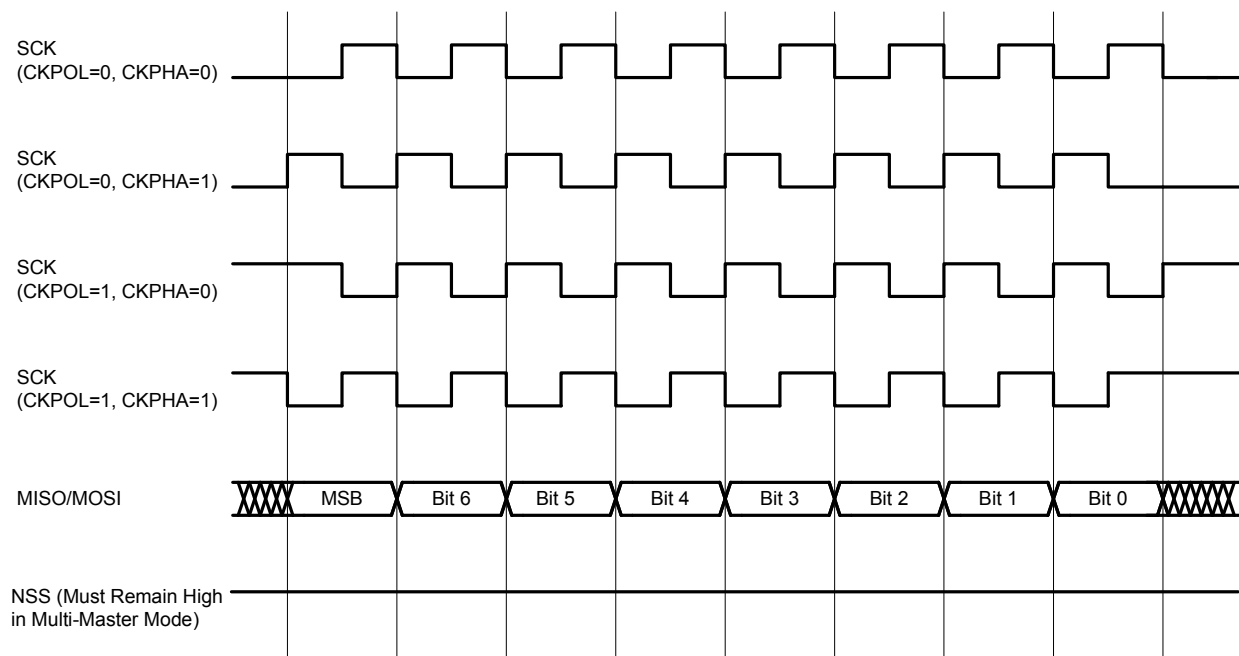 SCK
(CKPOL=0, CKPHA=0)
SCK
(CKPOL=0, CKPHA=1)
SCK
(CKPOL=1, CKPHA=0)
SCK
(CKPOL=1, CKPHA=1)
MISO/MOSI
MSB
Bit 6
Bit 5
Bit 4
Bit 3
Bit 2
Bit 1
Bit 0
NSS (Must Remain High
in Multi-Master Mode)